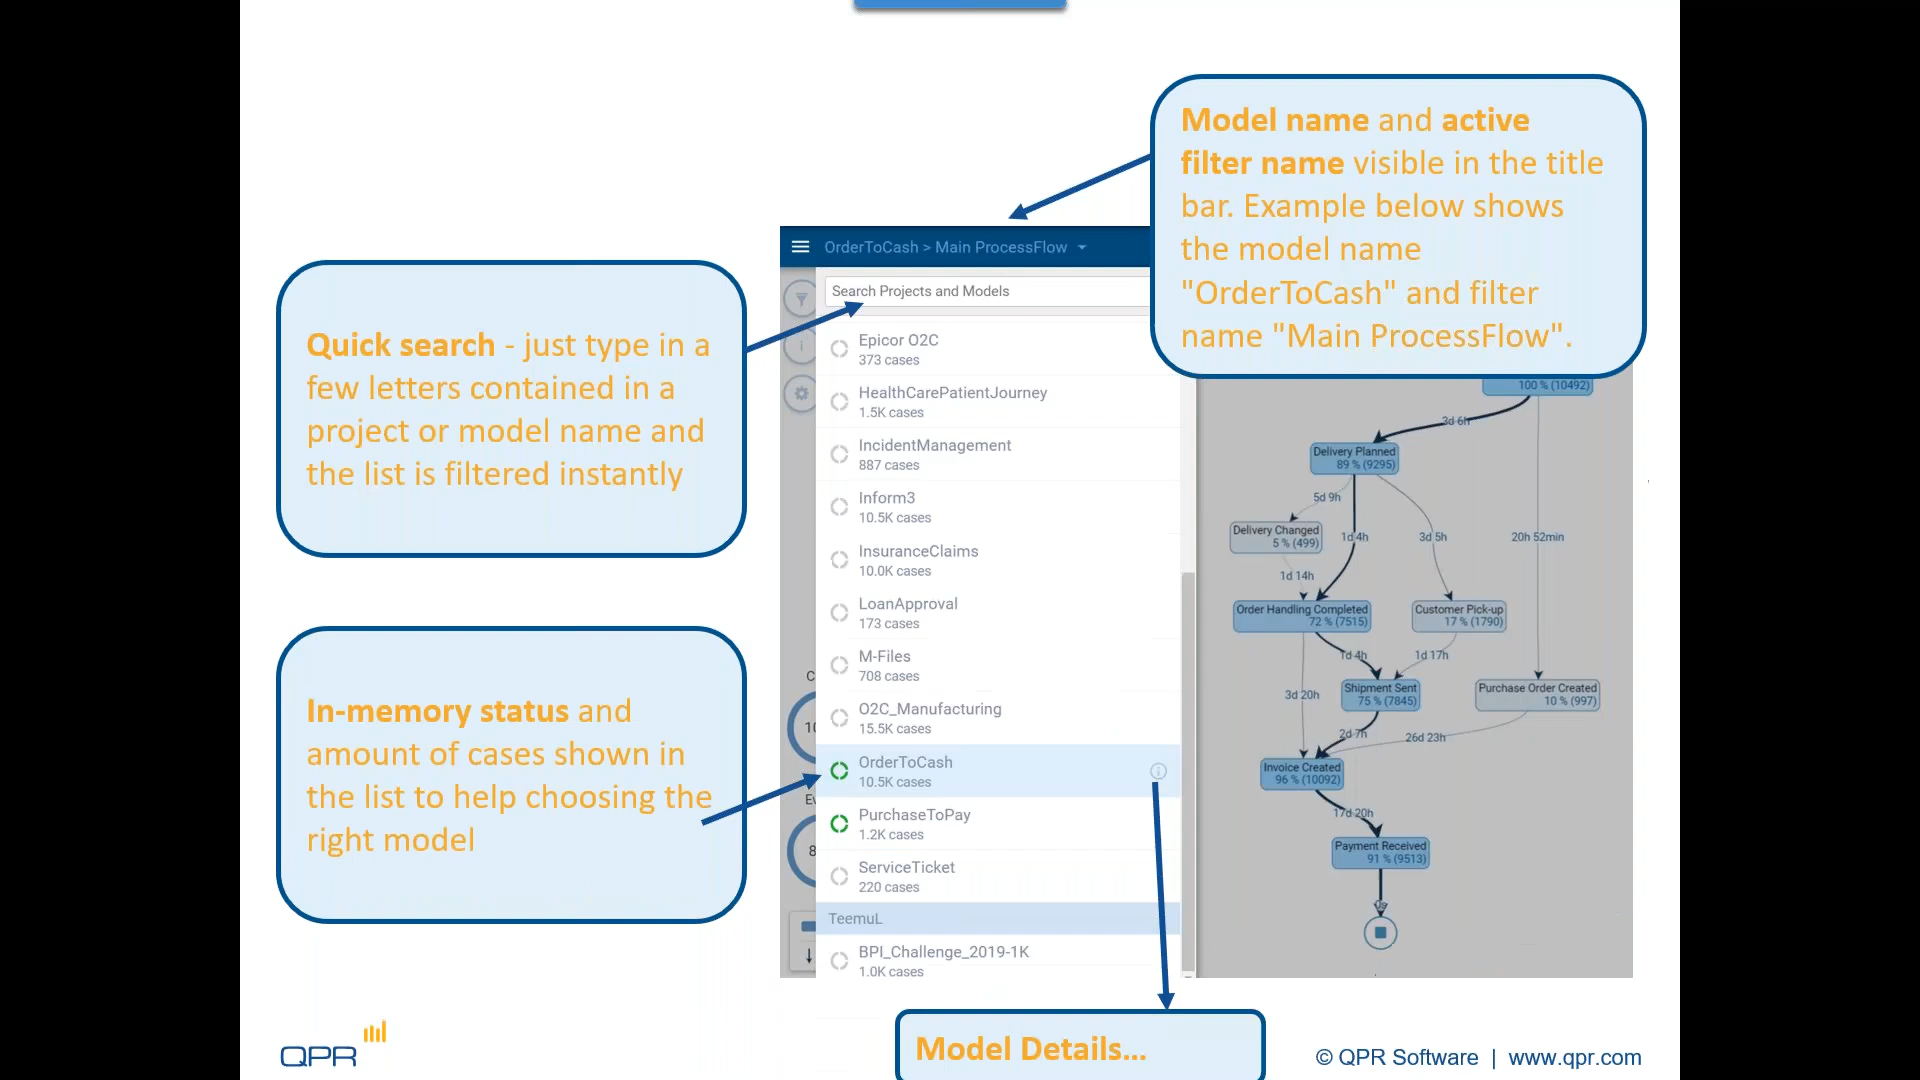 Model name and active
filter name visible in the title
bar. Example below shows
the model name
"OrderToCash" and filter
name "Main ProcessFlow".
OrderToCash > Main ProcessFlow
Search Projects and Models
Quick search - just type in a
few letters contained in a
project or model name and
the list is filtered instantly
In-memory status and
amount of cases shown in
the list to help choosing the
right model
Epicor O2C
373 cases
HealthCarePatientJourney
1.5K cases
IncidentManagement
887 cases
Inform3
10.5K cases
InsuranceClaims
10.0K cases
LoanApproval
173 cases
M-Files
708 cases
O2C_Manufacturing
15.5K cases
OrderToCash
10.5K cases
PurchaseToPay
1.2K cases
ServiceTicket
220 cases
TeemuL
BPI_Challenge_2019-1K
1.0K cases
100 % (10492)
3d 6h
Delivery Planned
89 % (9295)
5d 9h
Delivery Changed
5 % (499)
1d 4h
3d 5h
20h 52min
1d 14h
Order Handling Completed
72 % (7515)
Customer Pick-up
17 % (1790)
1d 4h
1d 17h
3d 20h
Shipment Sent
75 % (7845)
Purchase Order Created
10 % (997)
2d 7h
26d 23h
Invoice Created
96 % (10092)
17d 20h
Payment Received
91 % (9513)
0s
Model Details...
QPR
© QPR Software | www.qpr.com